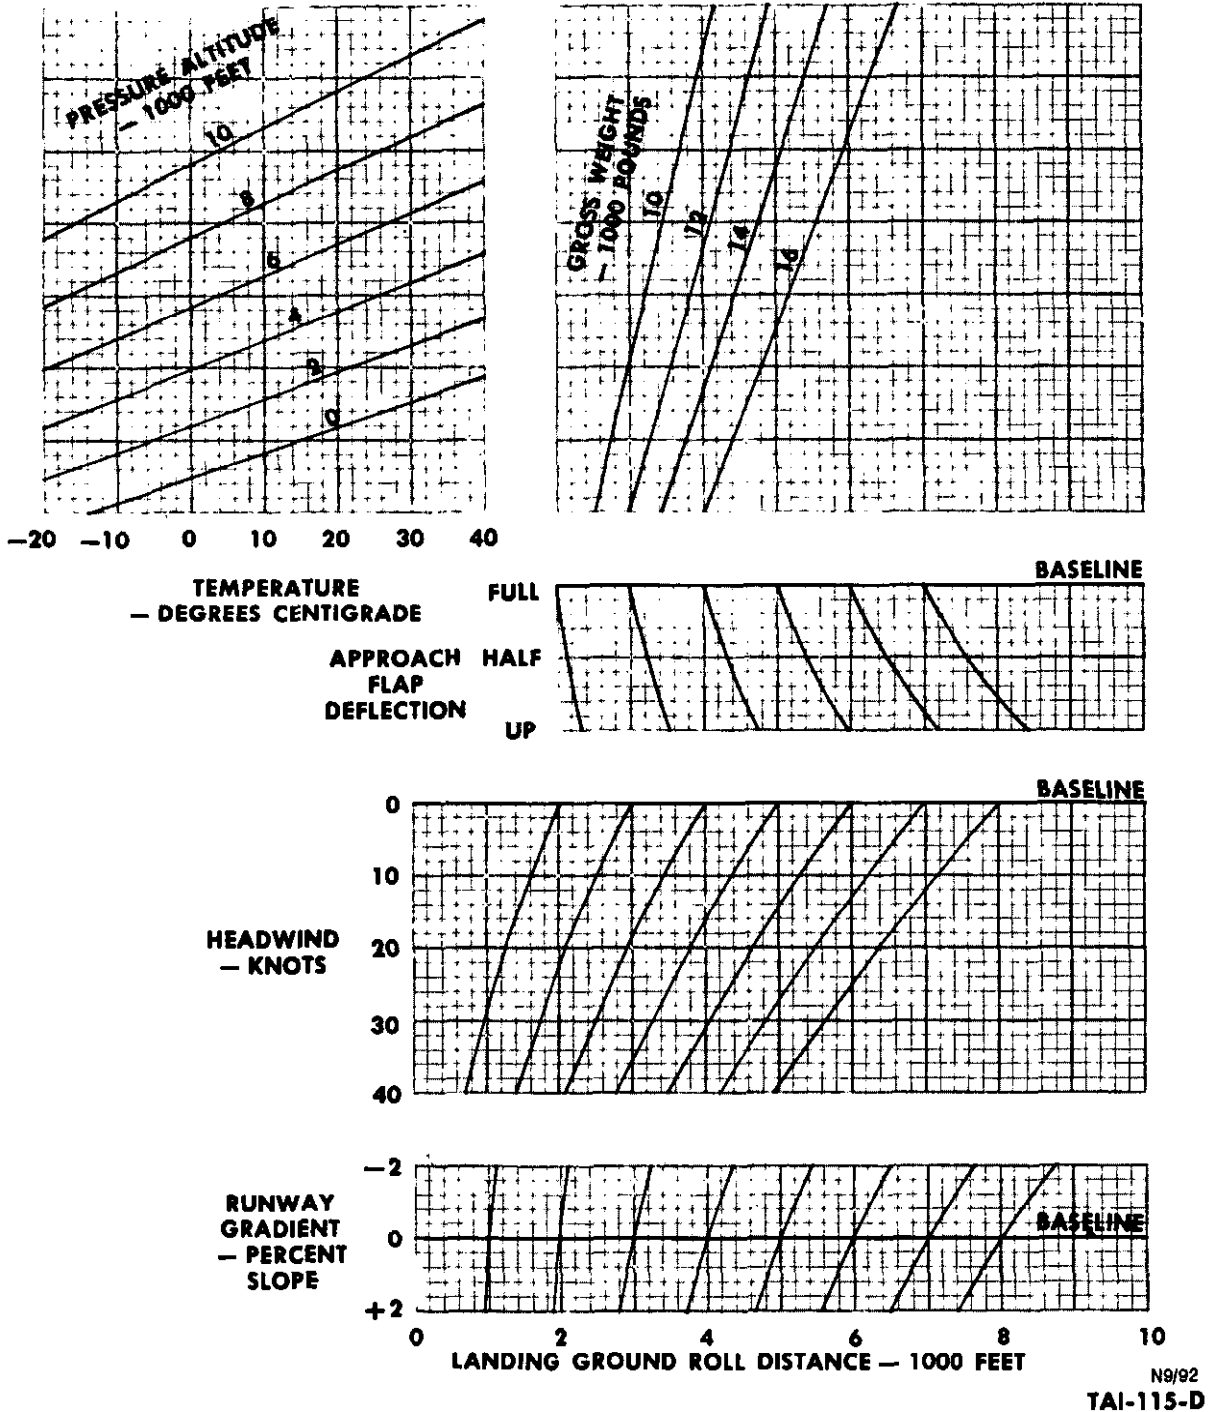 PRESSURE ALTITUDE
— 1000 FEET
10
8
6
4
2
0
GROSS WEIGHT
— 1000 POUNDS
10
12
14
16
−20 −10 0 10 20 30 40
TEMPERATURE
— DEGREES CENTIGRADE
BASELINE
FULL
APPROACH HALF
FLAP
DEFLECTION
UP
BASELINE
0
10
HEADWIND 20
— KNOTS
30
40
−2
RUNWAY
GRADIENT 0 BASELINE
— PERCENT
SLOPE
+2
0 2 4 6 8 10
LANDING GROUND ROLL DISTANCE — 1000 FEET
N9/92
TAI-115-D